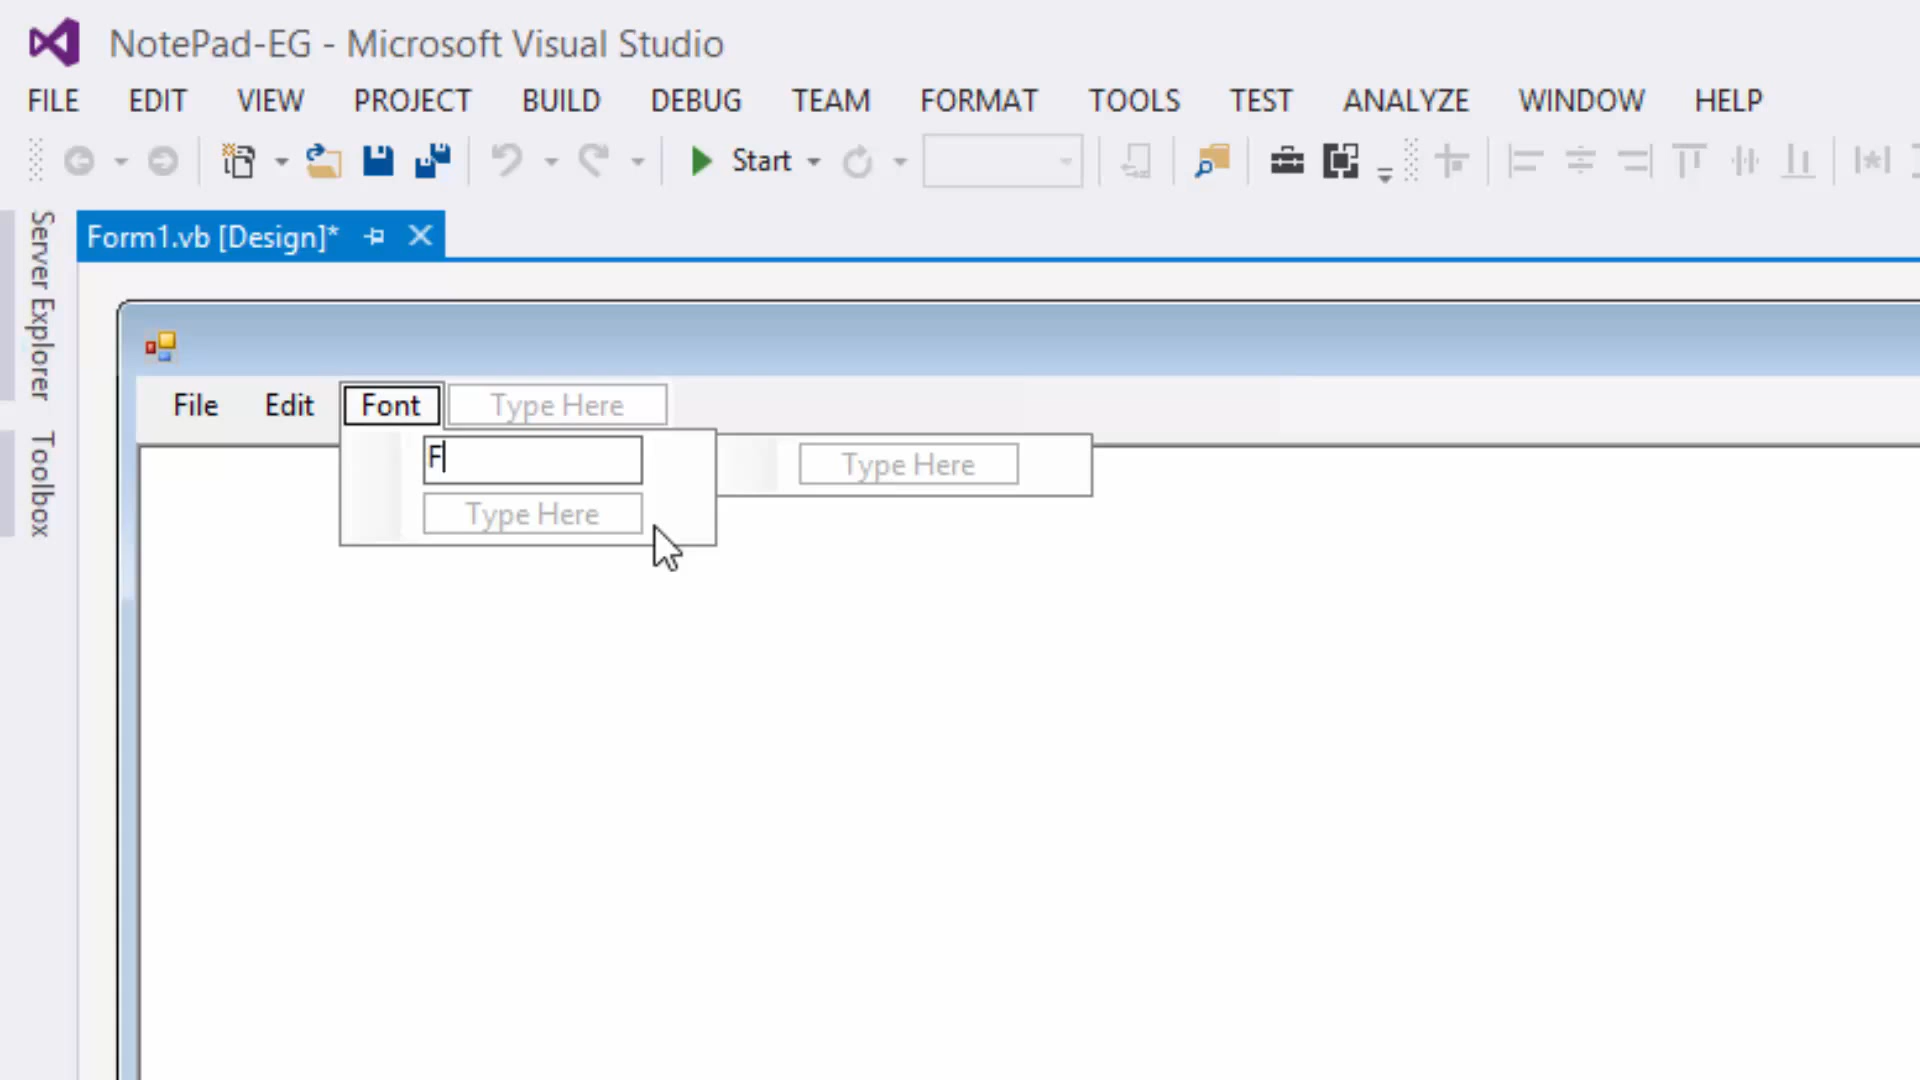 NotePad-EG - Microsoft Visual Studio
FILE EDIT VIEW PROJECT BUILD DEBUG TEAM FORMAT TOOLS TEST ANALYZE WINDOW HELP
Start
Server Explorer
Toolbox
Form1.vb [Design]*
File Edit Font Type Here
F
Type Here
Type Here